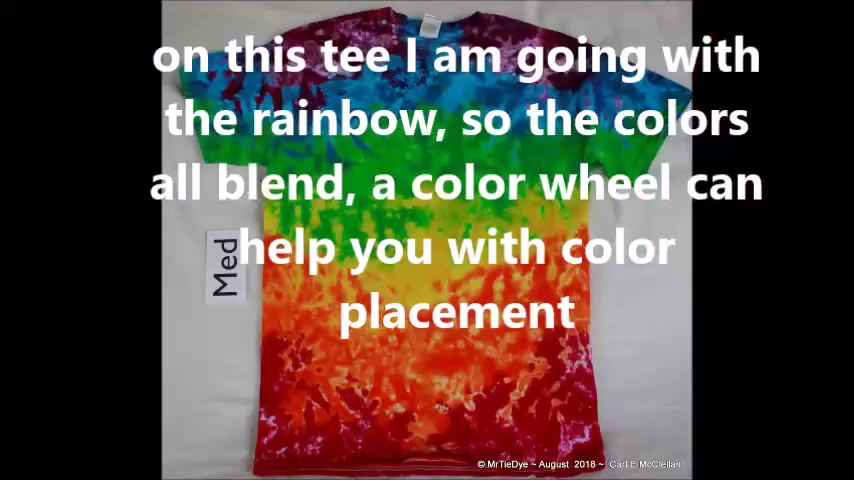 on this tee I am going with
the rainbow, so the colors
all blend, a color wheel can
help you with color
placement
Med
© MrTieDye ~ August 2018 ~ Carl E McClellan